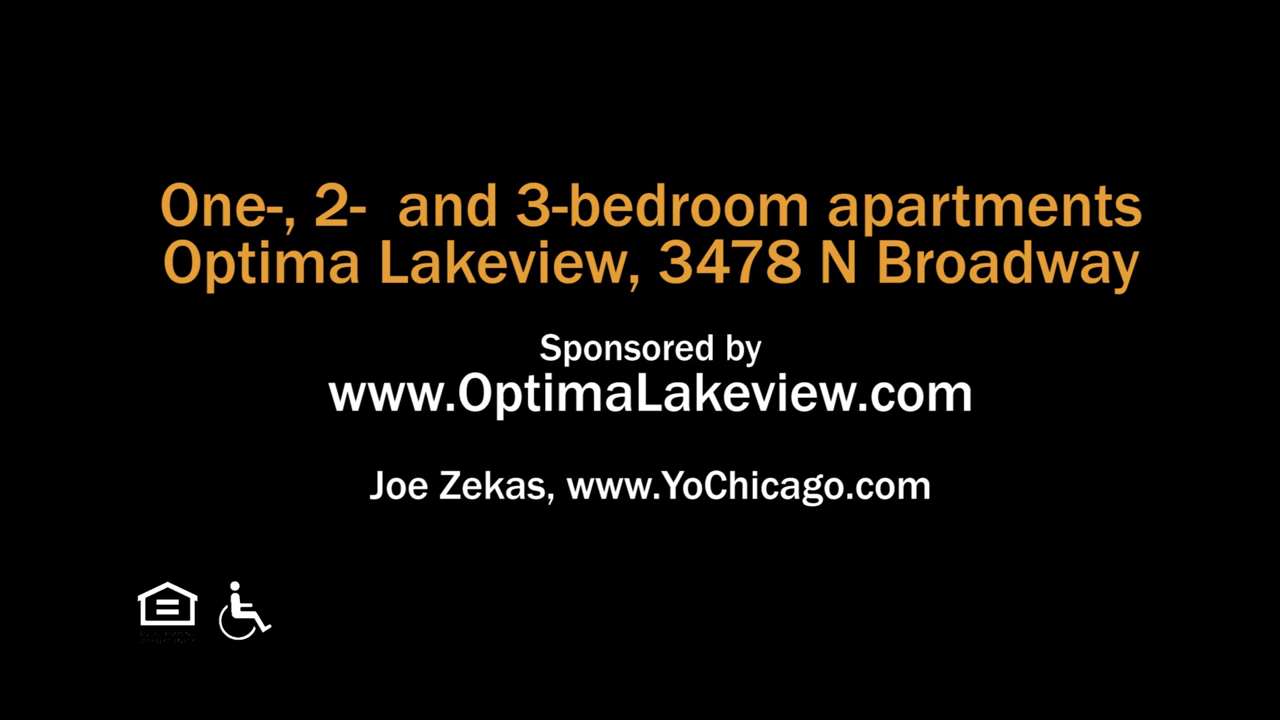 One-, 2-  and 3-bedroom apartments
Optima Lakeview, 3478 N Broadway
Sponsored by
www.OptimaLakeview.com
Joe Zekas, www.YoChicago.com